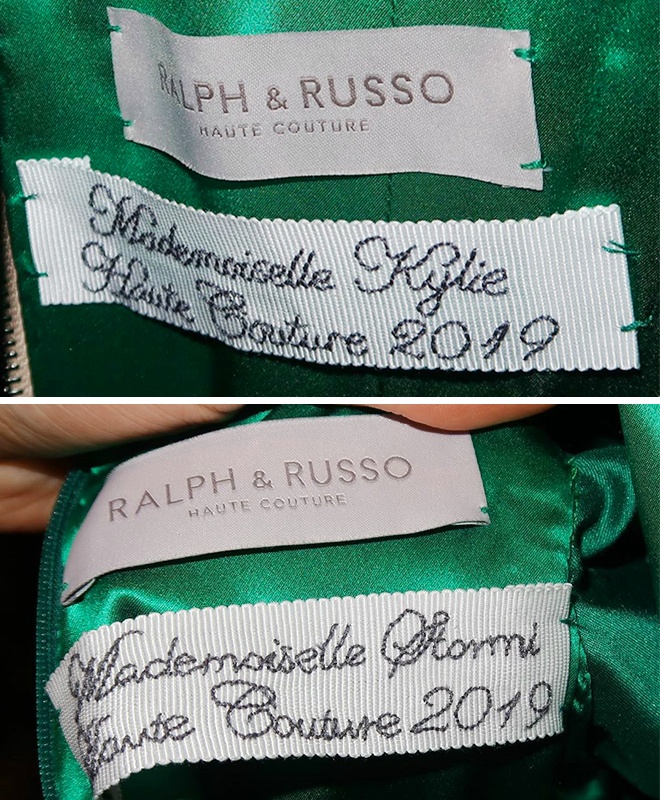 RALPH & RUSSO
HAUTE COUTURE
Mademoiselle Kylie
Haute Couture 2019
RALPH & RUSSO
HAUTE COUTURE
Mademoiselle Stormi
Haute Couture 2019